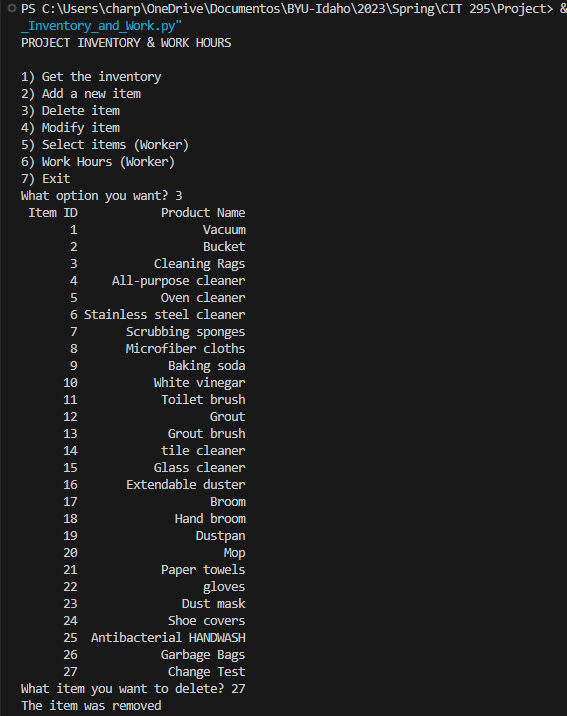 PS C:\Users\charp\OneDrive\Documentos\BYU-Idaho\2023\Spring\CIT 295\Project> &
_Inventory_and_Work.py"
PROJECT INVENTORY & WORK HOURS
1) Get the inventory
2) Add a new item
3) Delete item
4) Modify item
5) Select items (Worker)
6) Work Hours (Worker)
7) Exit
What option you want? 3
Item ID Product Name
1 Vacuum
2 Bucket
3 Cleaning Rags
4 All-purpose cleaner
5 Oven cleaner
6 Stainless steel cleaner
7 Scrubbing sponges
8 Microfiber cloths
9 Baking soda
10 White vinegar
11 Toilet brush
12 Grout
13 Grout brush
14 tile cleaner
15 Glass cleaner
16 Extendable duster
17 Broom
18 Hand broom
19 Dustpan
20 Mop
21 Paper towels
22 gloves
23 Dust mask
24 Shoe covers
25 Antibacterial HANDWASH
26 Garbage Bags
27 Change Test
What item you want to delete? 27
The item was removed